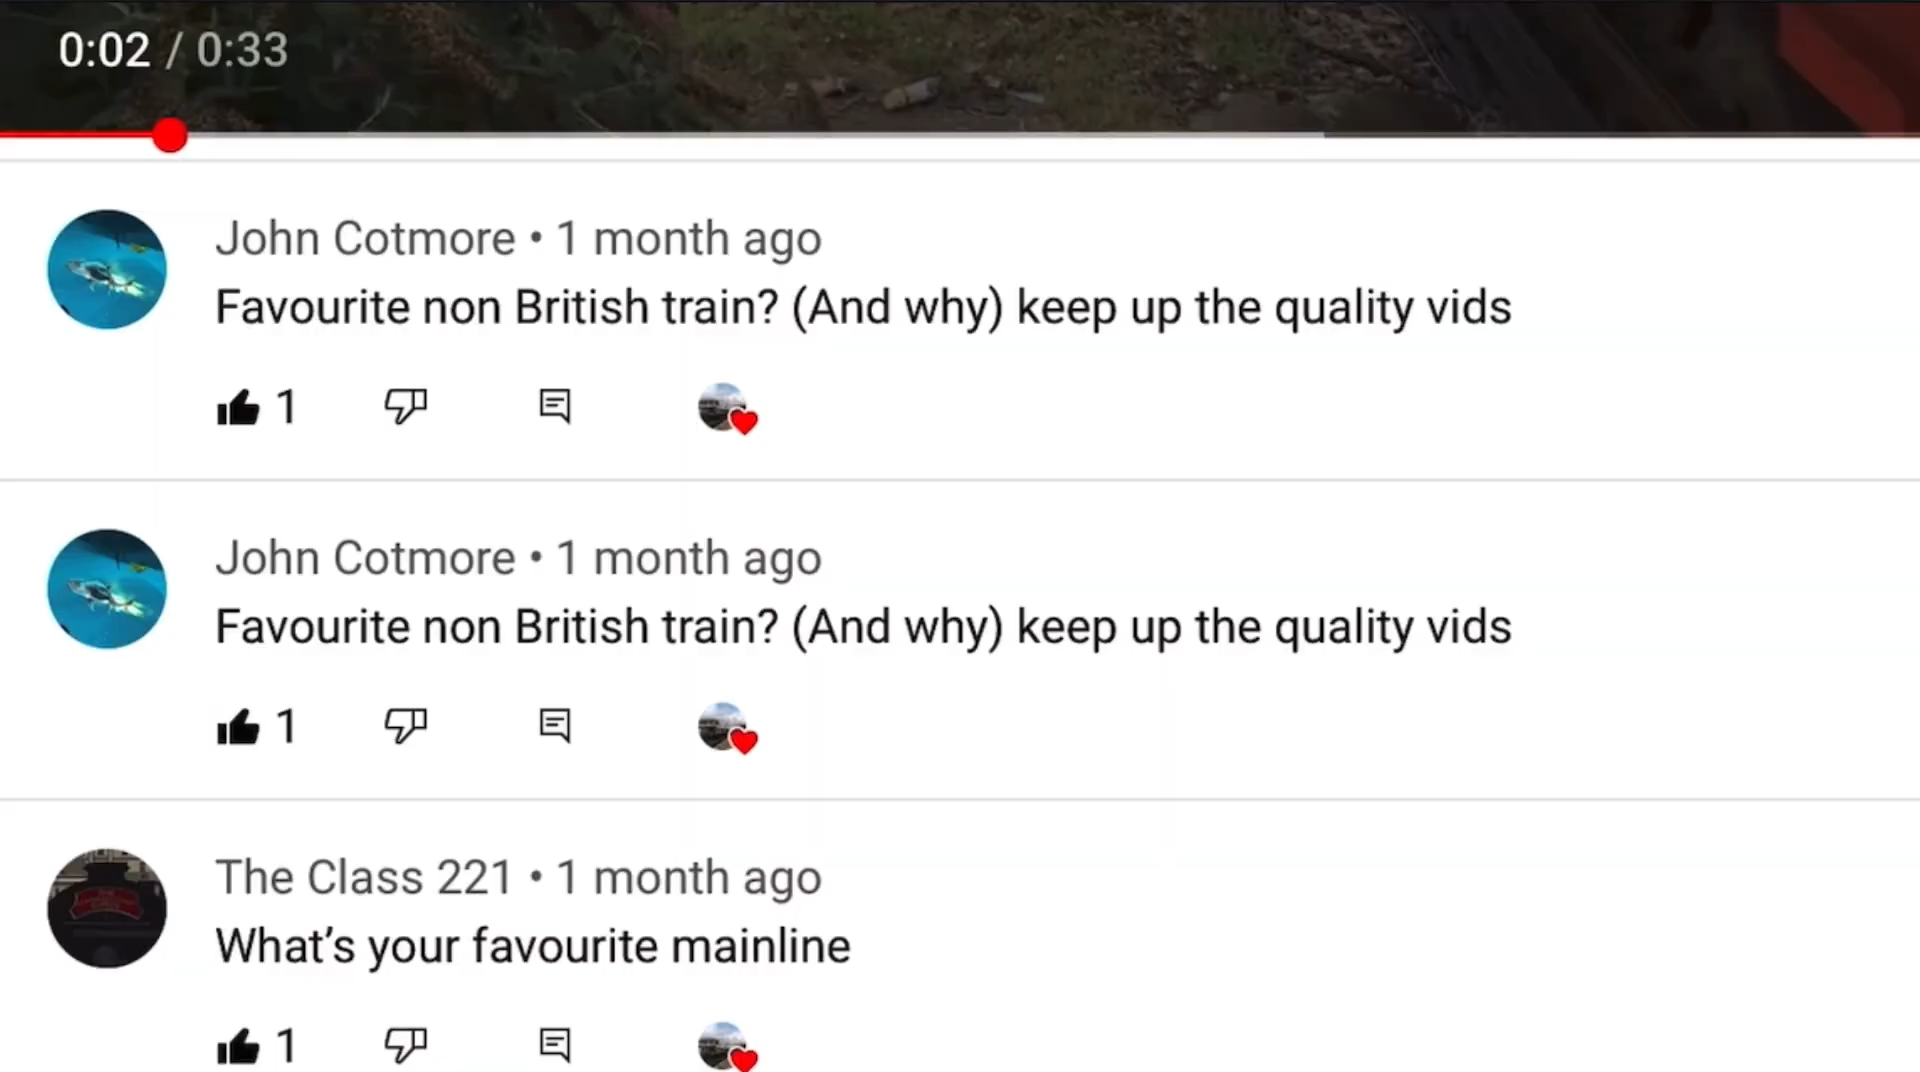 0:02 / 0:33
John Cotmore • 1 month ago
Favourite non British train? (And why) keep up the quality vids
1
John Cotmore • 1 month ago
Favourite non British train? (And why) keep up the quality vids
1
The Class 221 • 1 month ago
What’s your favourite mainline
1